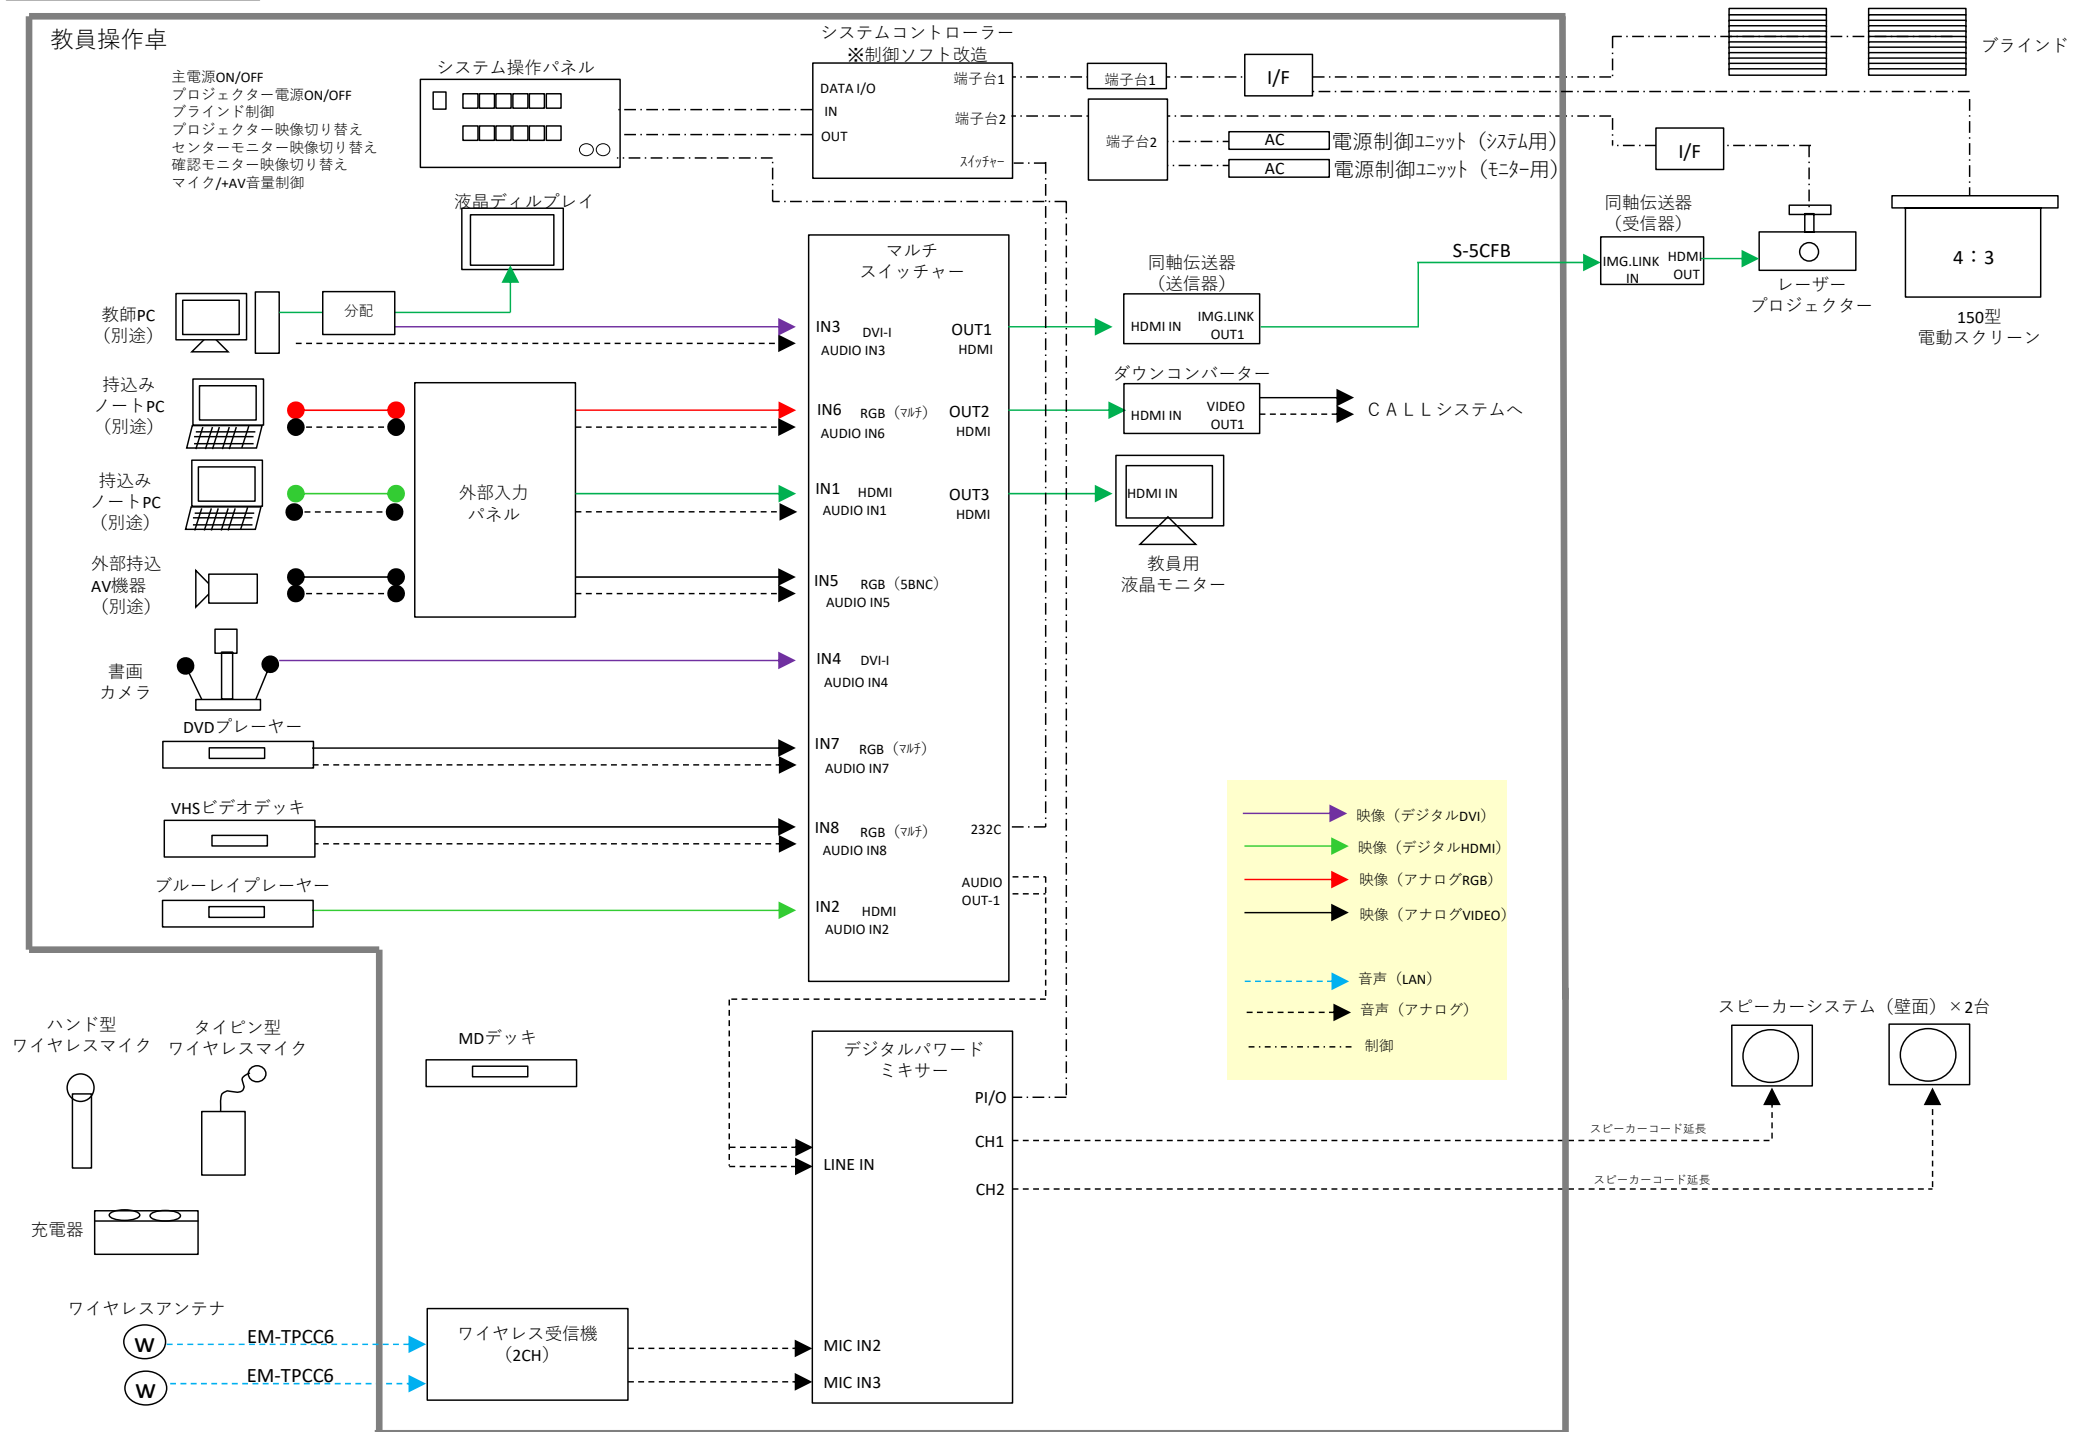 教員操作卓
主電源ON/OFF
プロジェクター電源ON/OFF
ブラインド制御
プロジェクター映像切り替え
センターモニター映像切り替え
確認モニター映像切り替え
マイク/+AV音量制御
システム操作パネル
システムコントローラー
※制御ソフト改造
DATA I/O
IN
OUT
端子台1
端子台2
スイッチャー
端子台1
I/F
ブラインド
端子台2
AC
電源制御ユニット（システム用）
AC
電源制御ユニット（モニター用）
I/F
液晶ディルプレイ
教師PC
（別途）
分配
持込み
ノートPC
（別途）
持込み
ノートPC
（別途）
外部持込
AV機器
（別途）
外部入力
パネル
書画
カメラ
DVDプレーヤー
VHSビデオデッキ
ブルーレイプレーヤー
マルチ
スイッチャー
IN3 DVI-I
AUDIO IN3
IN6 RGB（マルチ）
AUDIO IN6
IN1 HDMI
AUDIO IN1
IN5 RGB（5BNC）
AUDIO IN5
IN4 DVI-I
AUDIO IN4
IN7 RGB（マルチ）
AUDIO IN7
IN8 RGB（マルチ）
AUDIO IN8
IN2 HDMI
AUDIO IN2
OUT1
HDMI
OUT2
HDMI
OUT3
HDMI
232C
AUDIO
OUT-1
同軸伝送器
（送信器）
HDMI IN
IMG.LINK
OUT1
S-5CFB
同軸伝送器
（受信器）
IMG.LINK
IN
HDMI
OUT
レーザー
プロジェクター
4：3
150型
電動スクリーン
ダウンコンバーター
HDMI IN
VIDEO
OUT1
ＣＡＬＬシステムへ
HDMI IN
教員用
液晶モニター
映像（デジタルDVI）
映像（デジタルHDMI）
映像（アナログRGB）
映像（アナログVIDEO）
音声（LAN）
音声（アナログ）
制御
ハンド型
ワイヤレスマイク
タイピン型
ワイヤレスマイク
充電器
ワイヤレスアンテナ
W
EM-TPCC6
W
EM-TPCC6
MDデッキ
ワイヤレス受信機
（2CH）
デジタルパワード
ミキサー
PI/O
CH1
CH2
LINE IN
MIC IN2
MIC IN3
スピーカーシステム（壁面）×2台
スピーカーコード延長
スピーカーコード延長